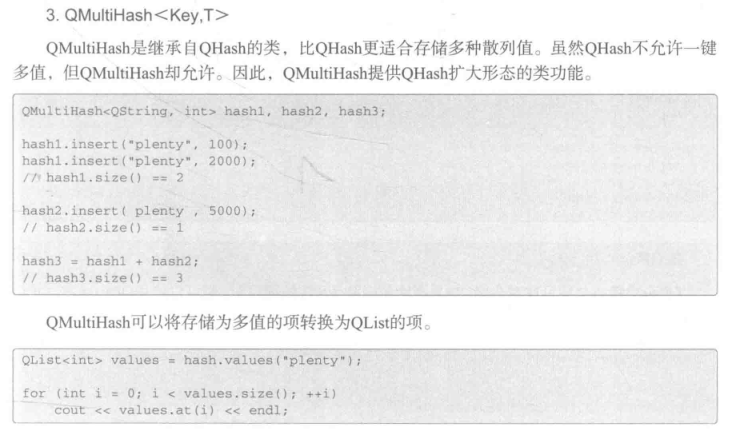 3. QMultiHash＜Key,T＞
QMultiHash是继承自QHash的类，比QHash更适合存储多种散列值。虽然QHash不允许一键
多值，但QMultiHash却允许。因此，QMultiHash提供QHash扩大形态的类功能。
QMultiHash<QString, int> hash1, hash2, hash3;
hash1.insert("plenty", 100);
hash1.insert("plenty", 2000);
// hash1.size() == 2
hash2.insert( plenty , 5000);
// hash2.size() == 1
hash3 = hash1 + hash2;
// hash3.size() == 3
QMultiHash可以将存储为多值的项转换为QList的项。
QList<int> values = hash.values("plenty");
for (int i = 0; i < values.size(); ++i)
cout << values.at(i) << endl;